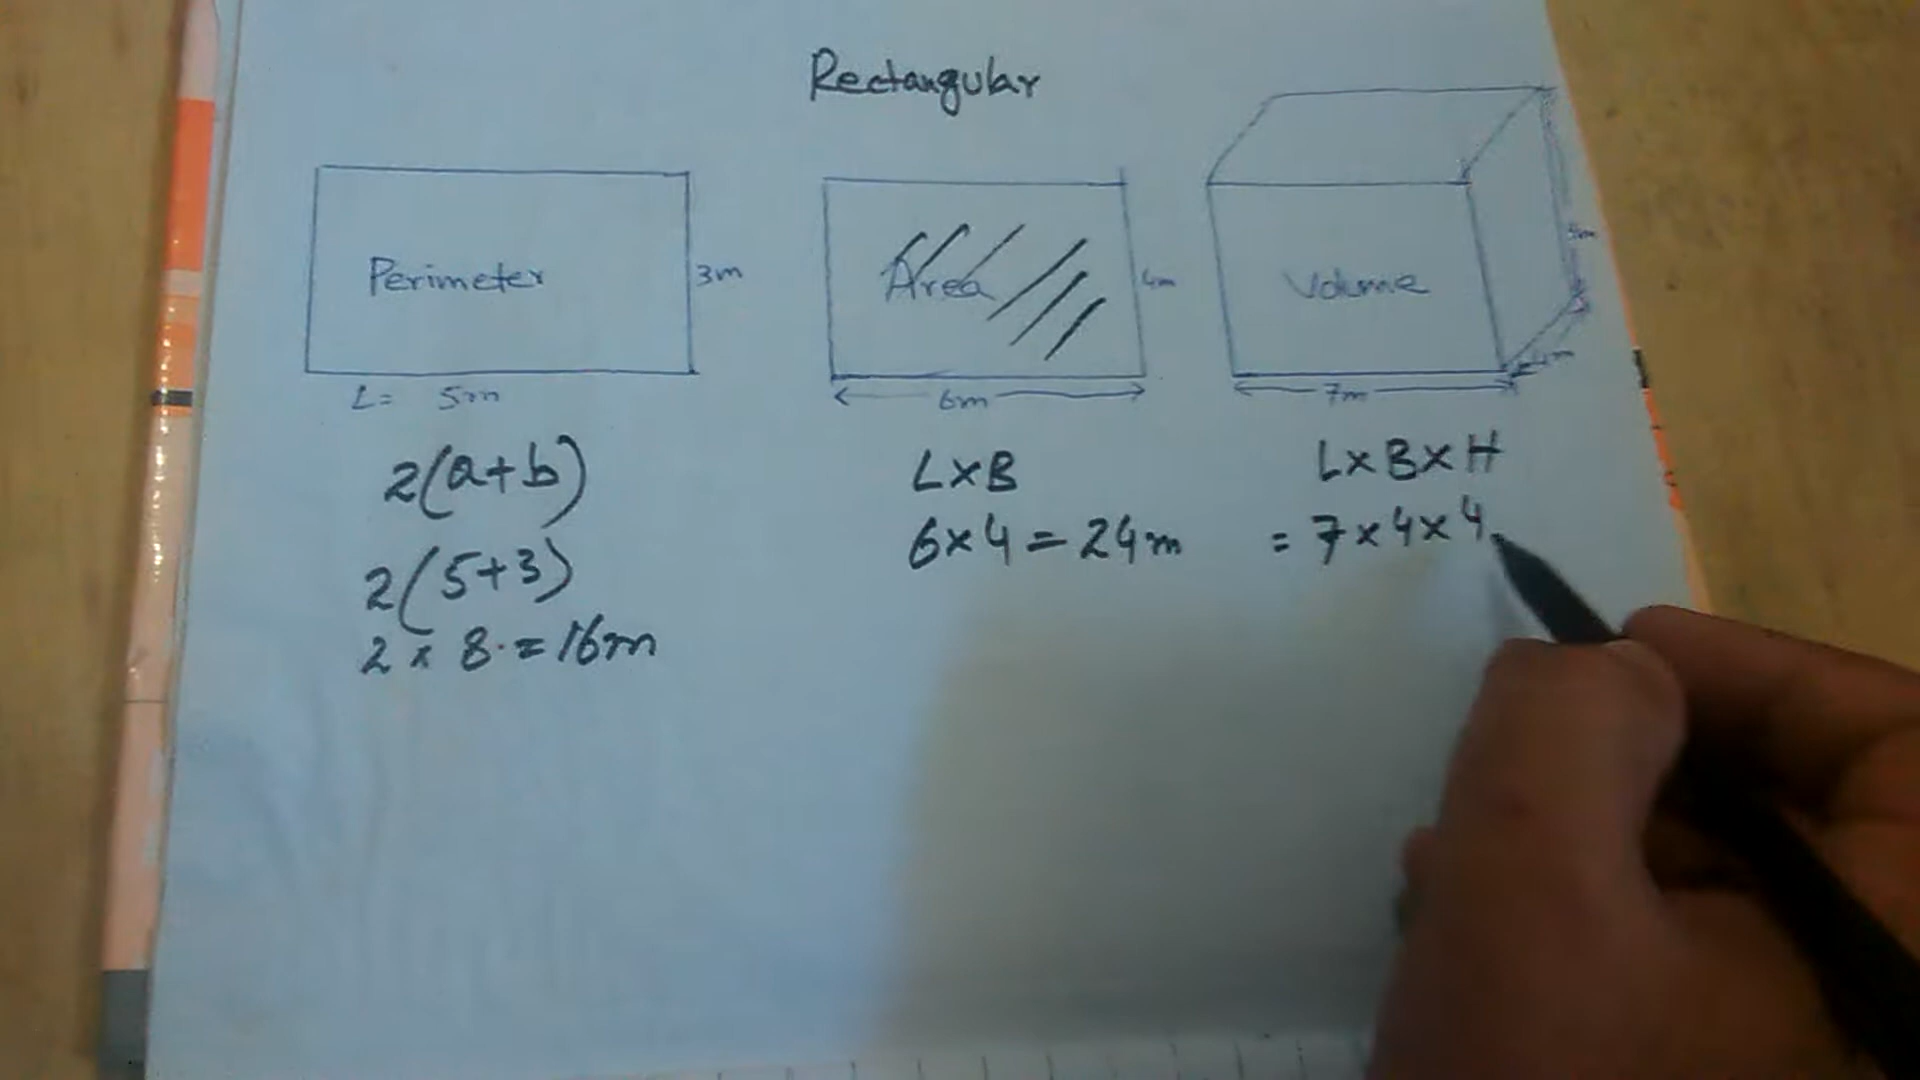 Rectangular
Perimeter
3m
L= 5m
2(a+b)
2(5+3)
2 × 8 = 16m
Area
4m
6m
L×B
6×4 = 24m
Volume
4m
7m
L×B×H
= 7×4×4